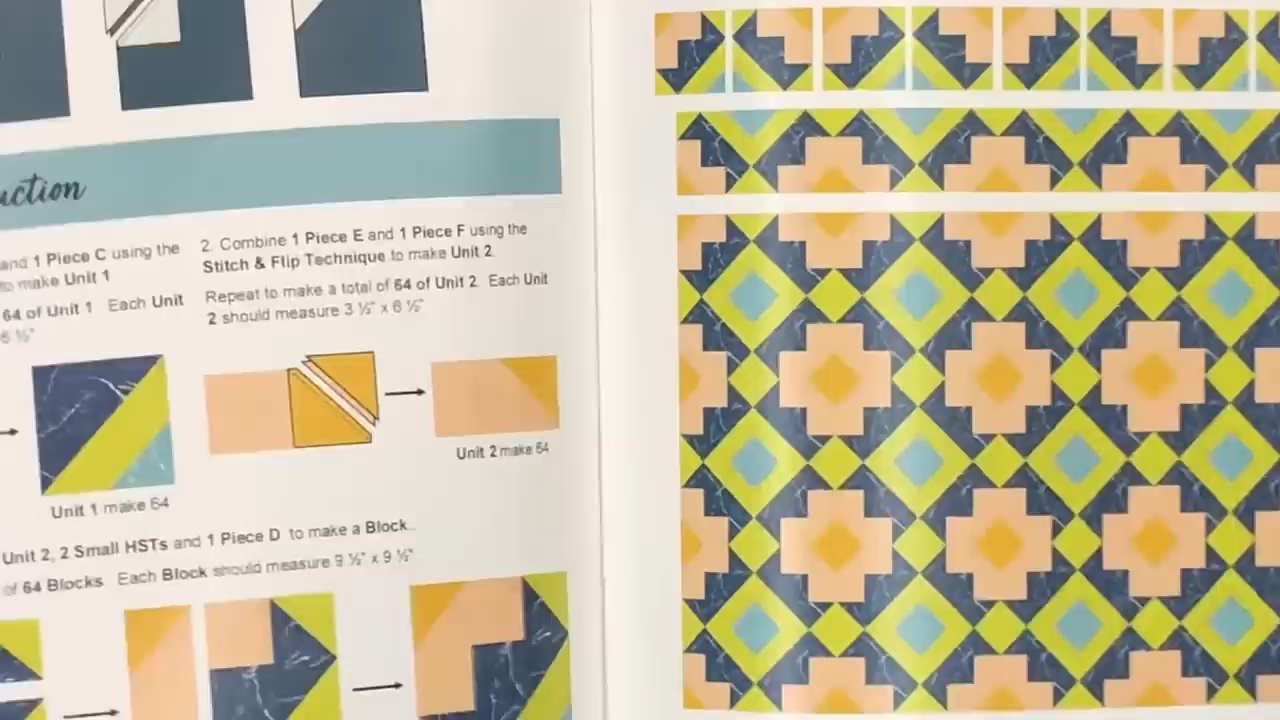 uction
and 1 Piece C using the
to make Unit 1
64 of Unit 1 Each Unit
6 ½"
2. Combine 1 Piece E and 1 Piece F using the
Stitch & Flip Technique to make Unit 2.
Repeat to make a total of 64 of Unit 2. Each Unit
2 should measure 3 ½" x 6 ½"
Unit 1 make 64
Unit 2 make 64
Unit 2, 2 Small HSTs and 1 Piece D to make a Block.
of 64 Blocks Each Block should measure 9 ½" x 9 ½"